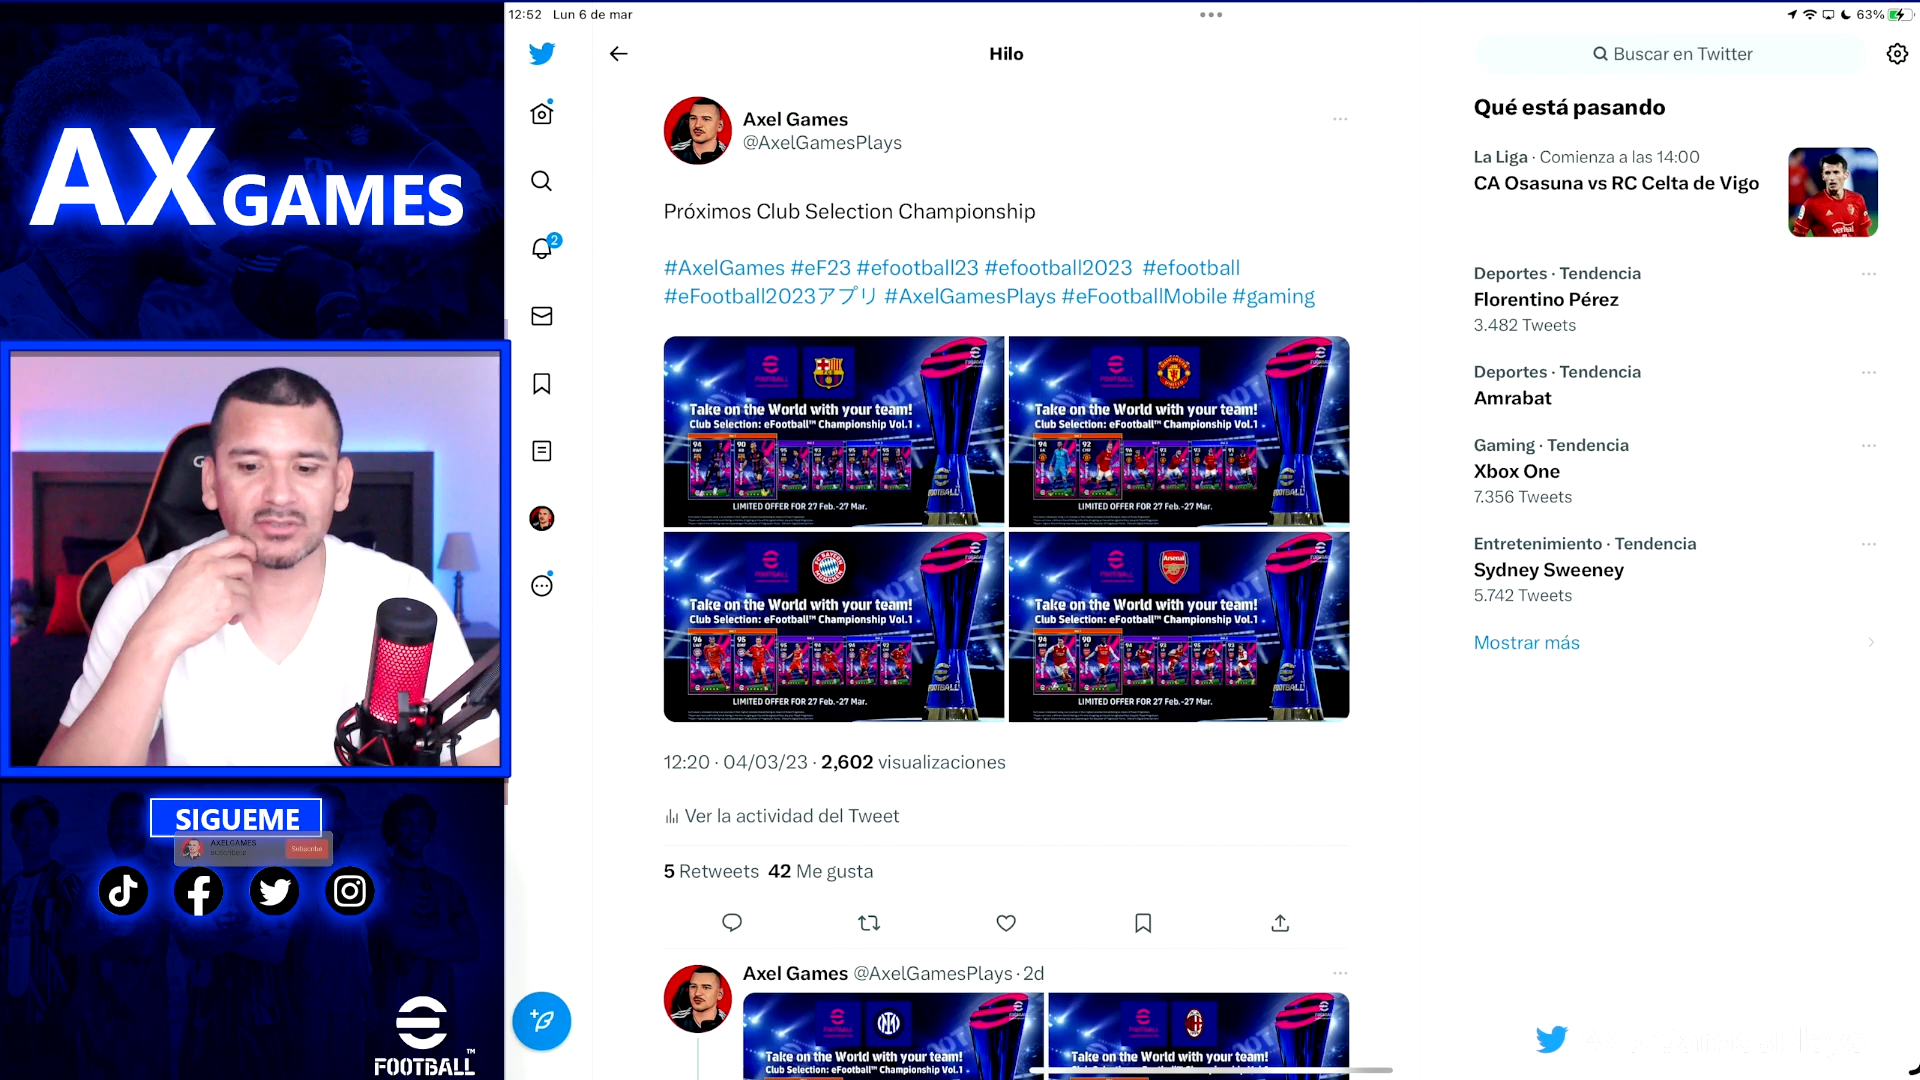 AX GAMES
SIGUEME
AXELGAMES
Subscribe
FOOTBALL™
12:52 Lun 6 de mar
63%
Hilo
Buscar en Twitter
2
Axel Games
@AxelGamesPlays
Próximos Club Selection Championship
#AxelGames #eF23 #efootball23 #efootball2023 #efootball
#eFootball2023アプリ #AxelGamesPlays #eFootballMobile #gaming
Take on the World with your team!
Club Selection: eFootball™ Championship Vol.1
LIMITED OFFER FOR 27 Feb.-27 Mar.
Take on the World with your team!
Club Selection: eFootball™ Championship Vol.1
LIMITED OFFER FOR 27 Feb.-27 Mar.
Take on the World with your team!
Club Selection: eFootball™ Championship Vol.1
LIMITED OFFER FOR 27 Feb.-27 Mar.
Take on the World with your team!
Club Selection: eFootball™ Championship Vol.1
LIMITED OFFER FOR 27 Feb.-27 Mar.
12:20 · 04/03/23 · 2,602 visualizaciones
Ver la actividad del Tweet
5 Retweets 42 Me gusta
Axel Games @AxelGamesPlays · 2d
Take on the World with your team!
Club Selection: eFootball™ Championship Vol.1
Take on the World with your team!
Club Selection: eFootball™ Championship Vol.1
Qué está pasando
La Liga · Comienza a las 14:00
CA Osasuna vs RC Celta de Vigo
Deportes · Tendencia
Florentino Pérez
3.482 Tweets
Deportes · Tendencia
Amrabat
Gaming · Tendencia
Xbox One
7.356 Tweets
Entretenimiento · Tendencia
Sydney Sweeney
5.742 Tweets
Mostrar más